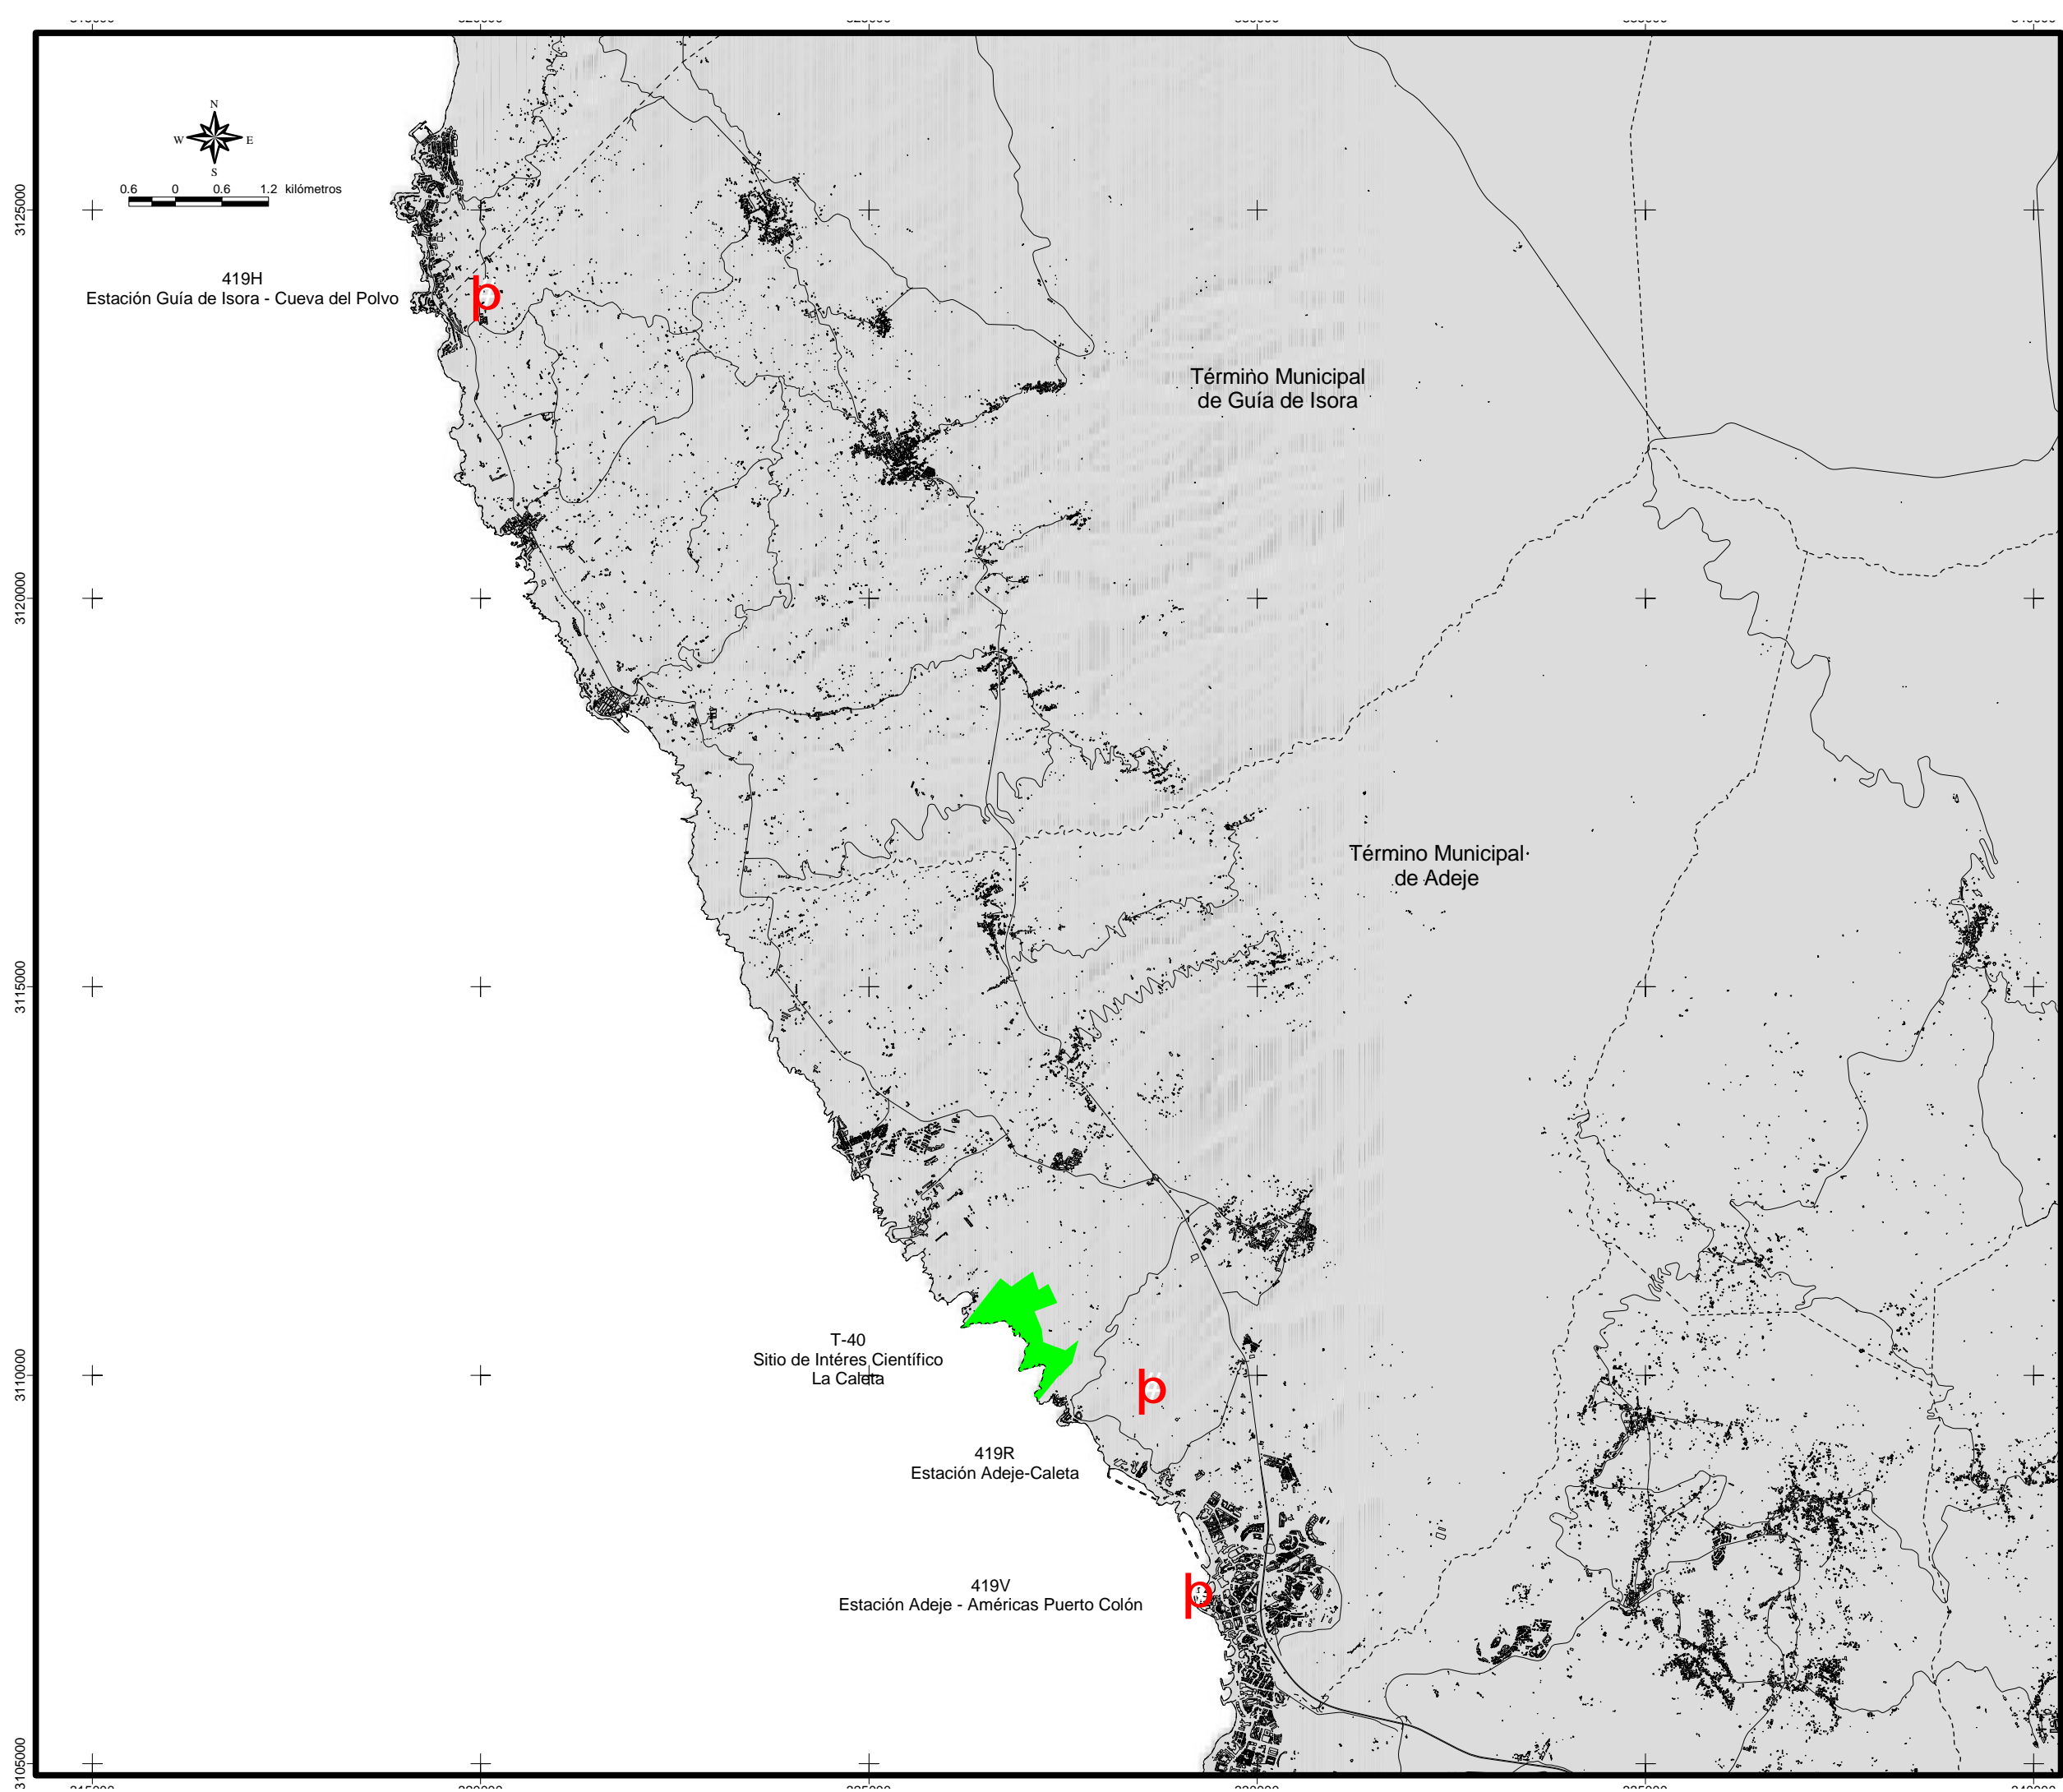 N
W E
S
0.6 0 0.6 1.2 kilómetros
3125000
419H
Estación Guía de Isora - Cueva del Polvo
þ
Término Municipal
de Guía de Isora
3120000
Término Municipal
de Adeje
3115000
T-40
Sitio de Intéres Científico
La Caleta
3110000
þ
419R
Estación Adeje-Caleta
419V
Estación Adeje - Américas Puerto Colón
þ
3105000